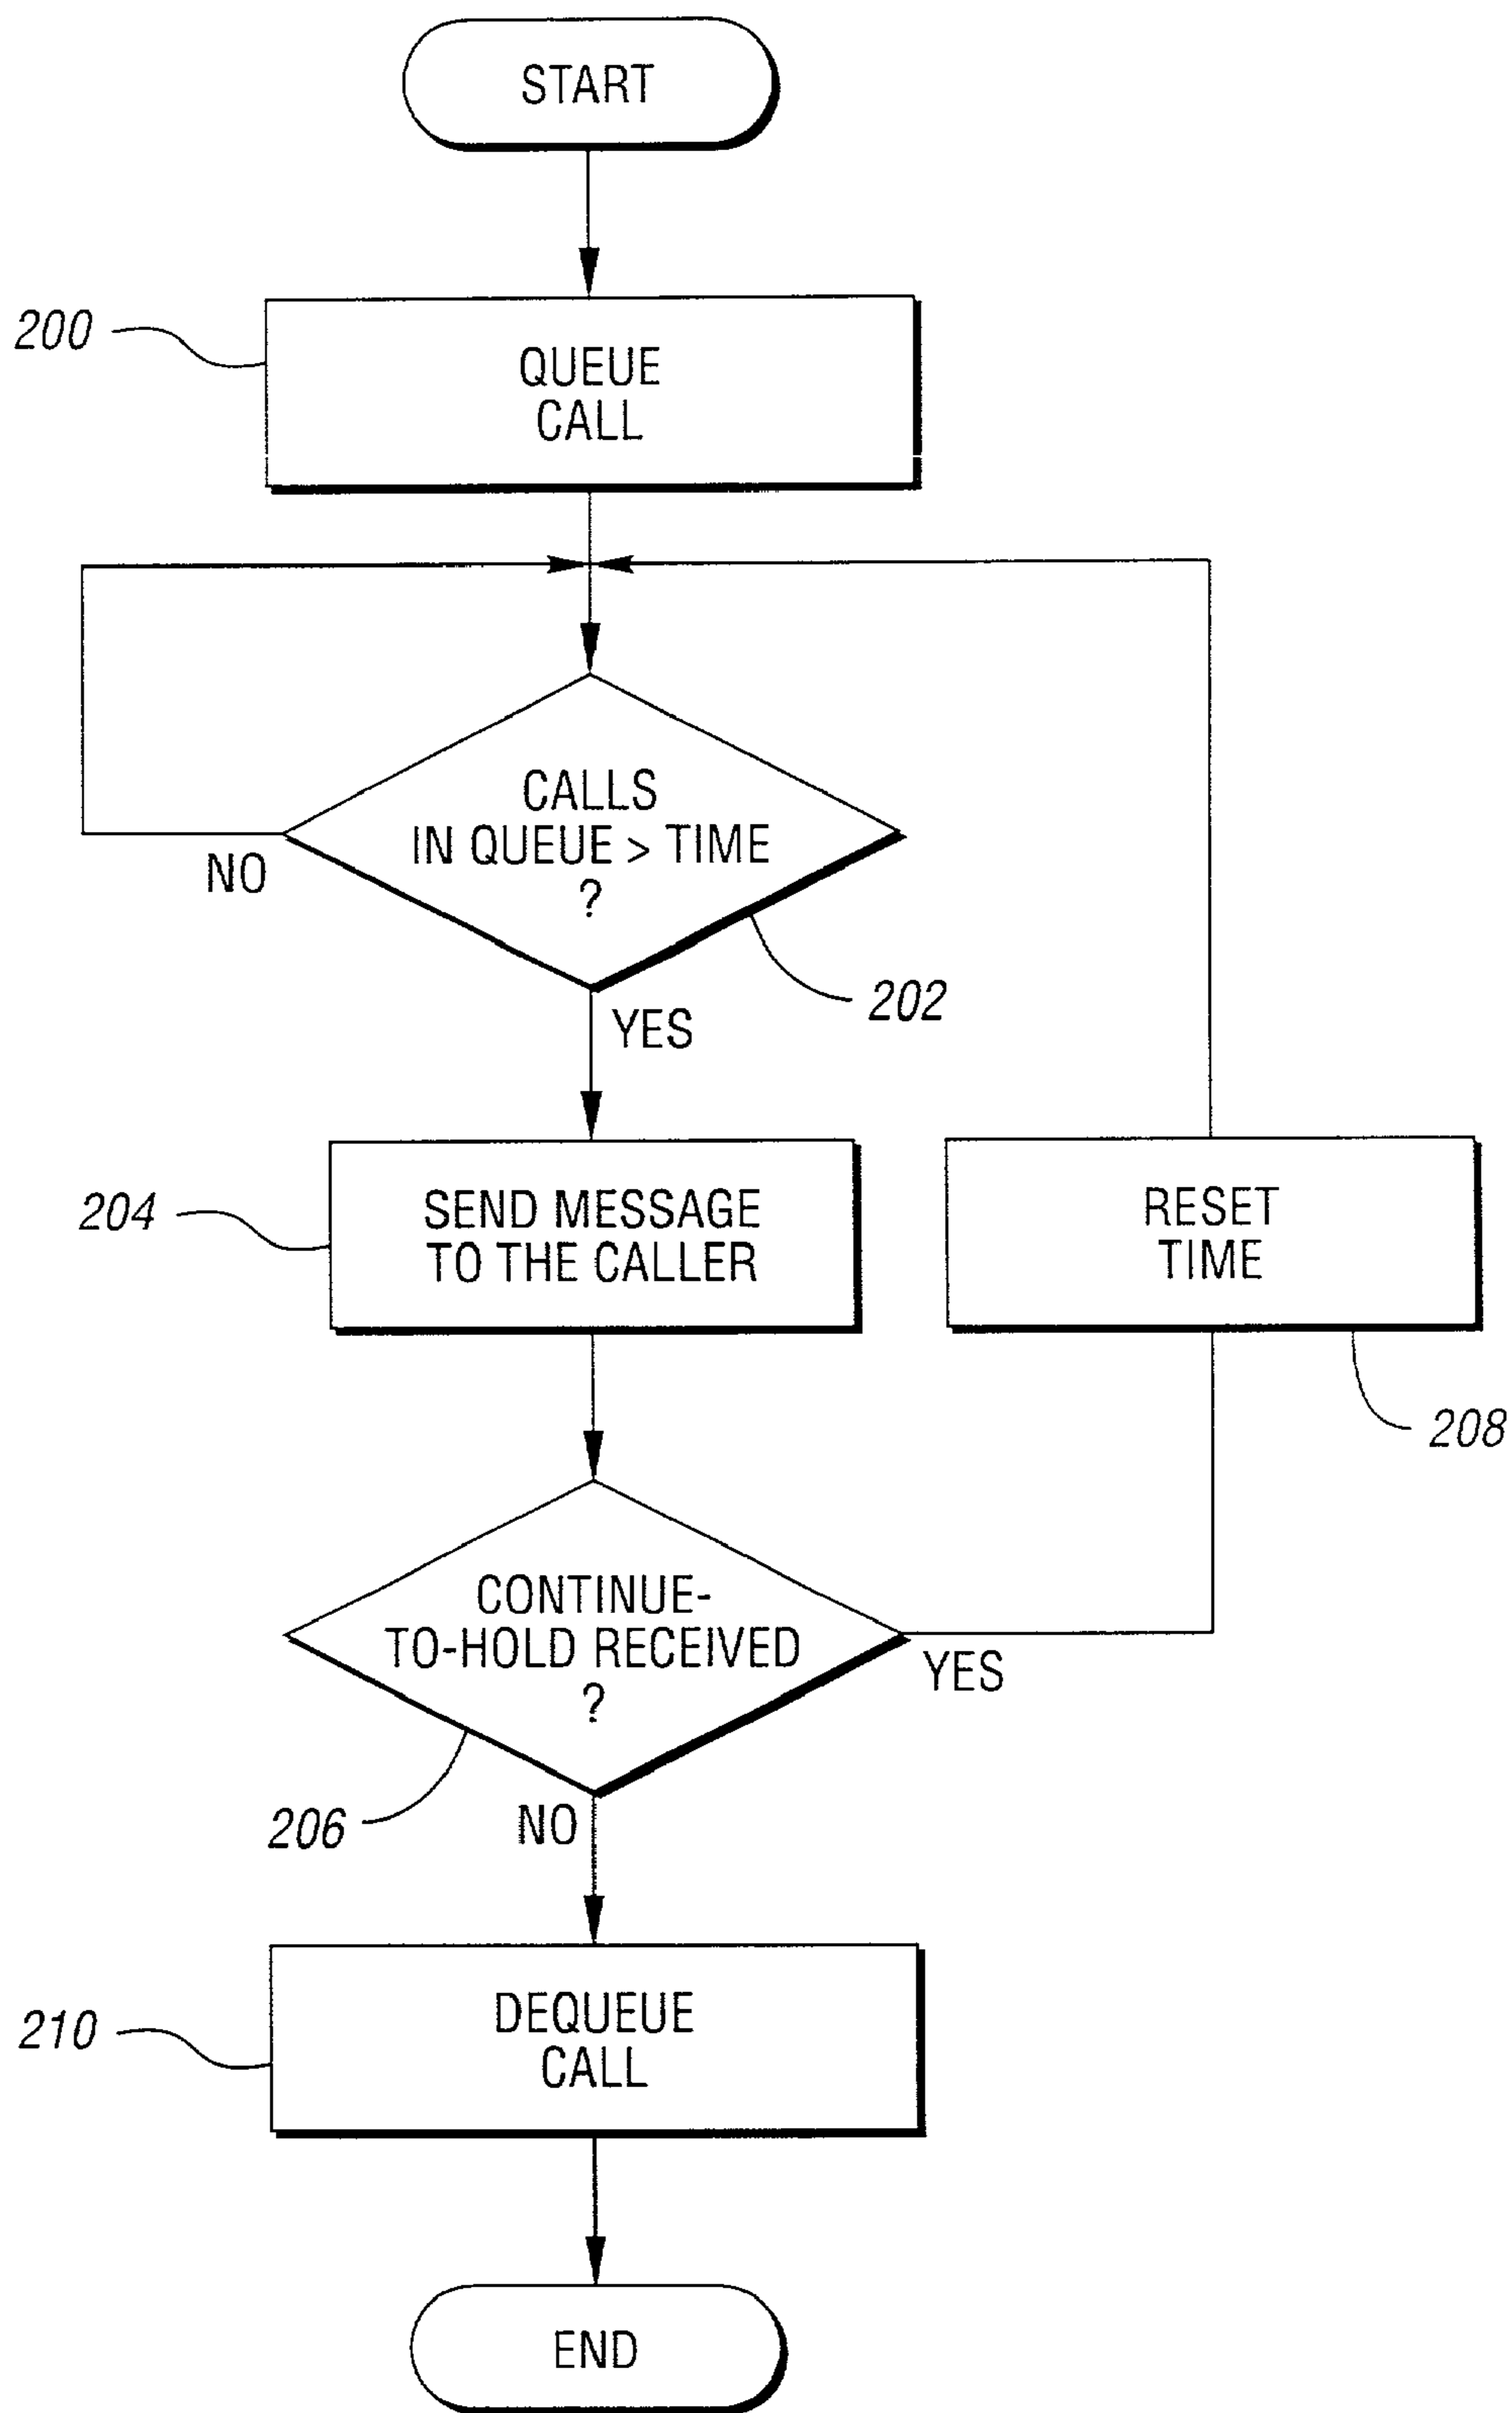 START
200
QUEUE
CALL
CALLS
IN QUEUE > TIME
?
NO
202
YES
204
SEND MESSAGE
TO THE CALLER
RESET
TIME
208
CONTINUE-
TO-HOLD RECEIVED
?
YES
206
NO
210
DEQUEUE
CALL
END